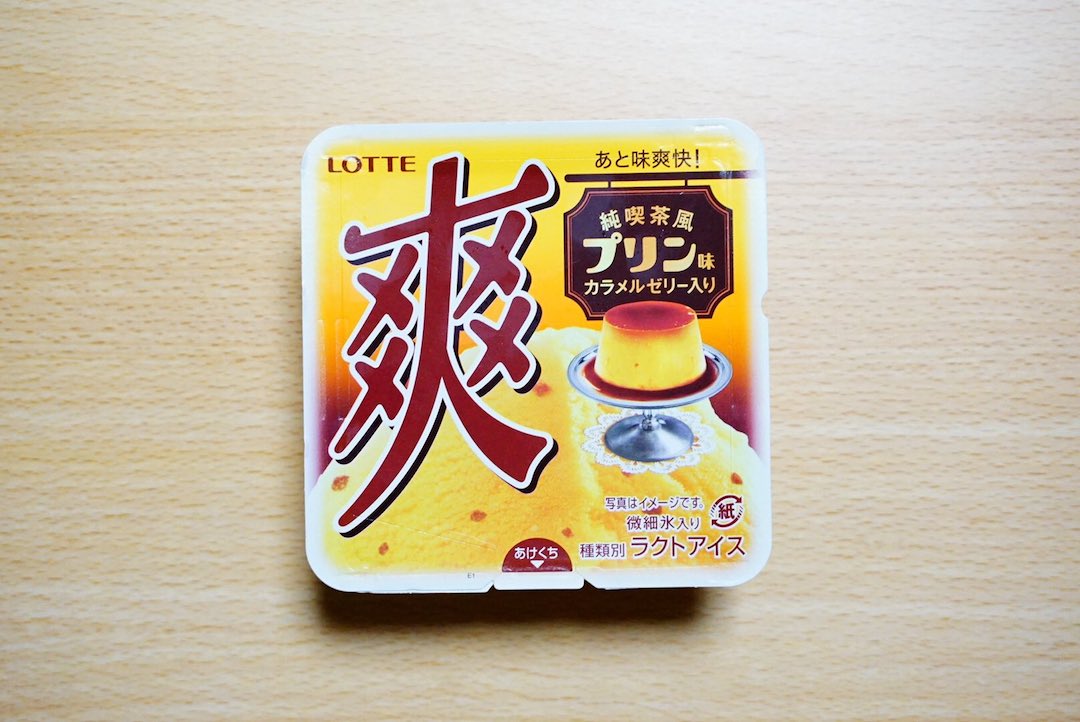 LOTTE
爽
あと味爽快!
純喫茶風
プリン味
カラメルゼリー入り
写真はイメージです。
微細氷入り
紙
種類別 ラクトアイス
あけくち
E1